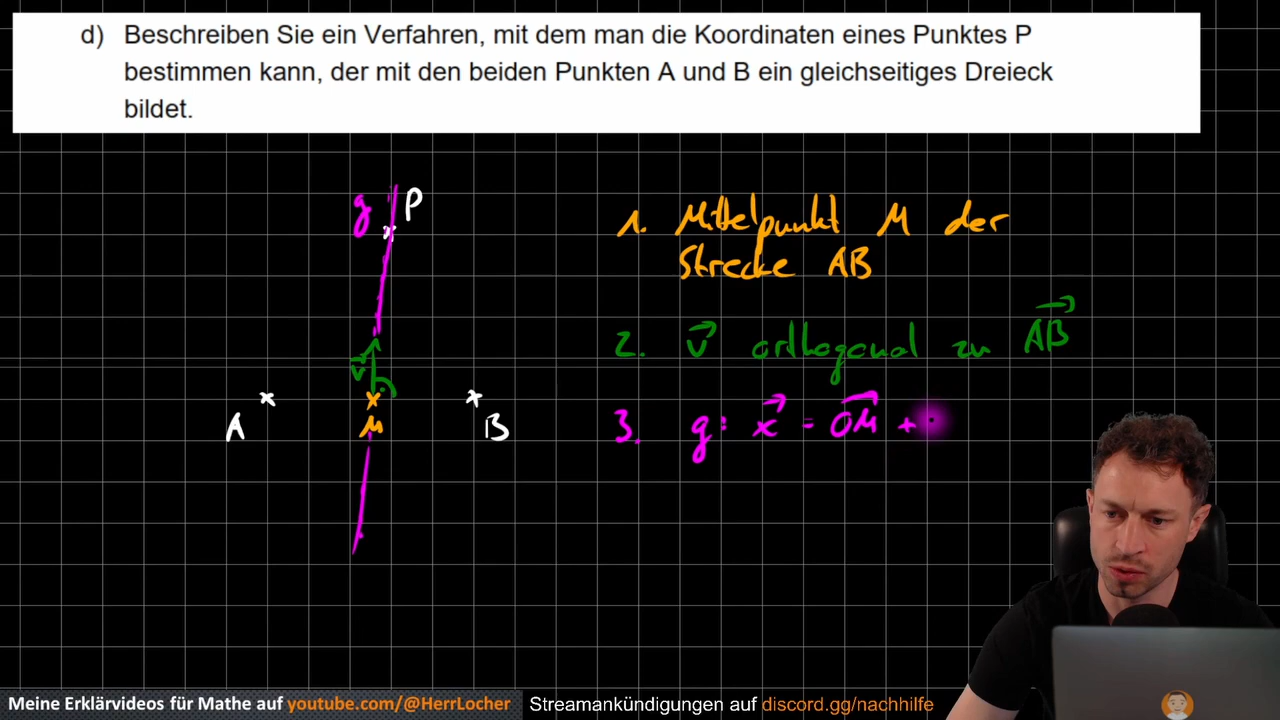 d) Beschreiben Sie ein Verfahren, mit dem man die Koordinaten eines Punktes P
bestimmen kann, der mit den beiden Punkten A und B ein gleichseitiges Dreieck
bildet.
g P
1. Mittelpunkt M der
Strecke AB
2. v⃗ orthogonal zu A⃗B⃗
v⃗
A B
M
3. g: x⃗ = O⃗M⃗ +
Meine Erklärvideos für Mathe auf youtube.com/@HerrLocher Streamankündigungen auf discord.gg/nachhilfe